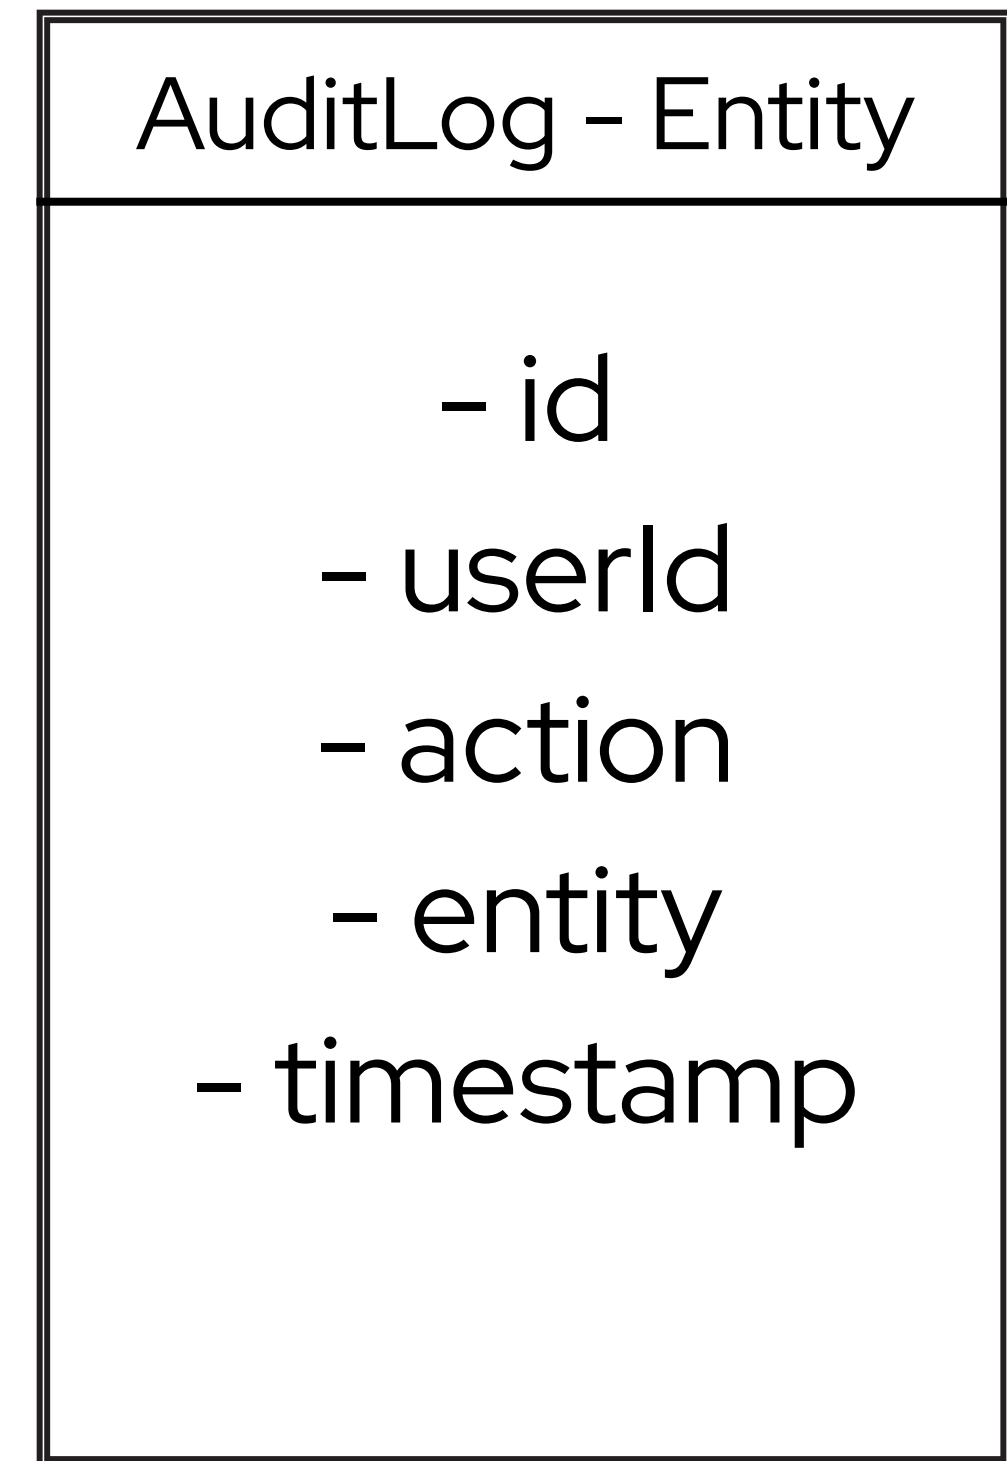 AuditLog - Entity
- id
- userId
- action
- entity
- timestamp